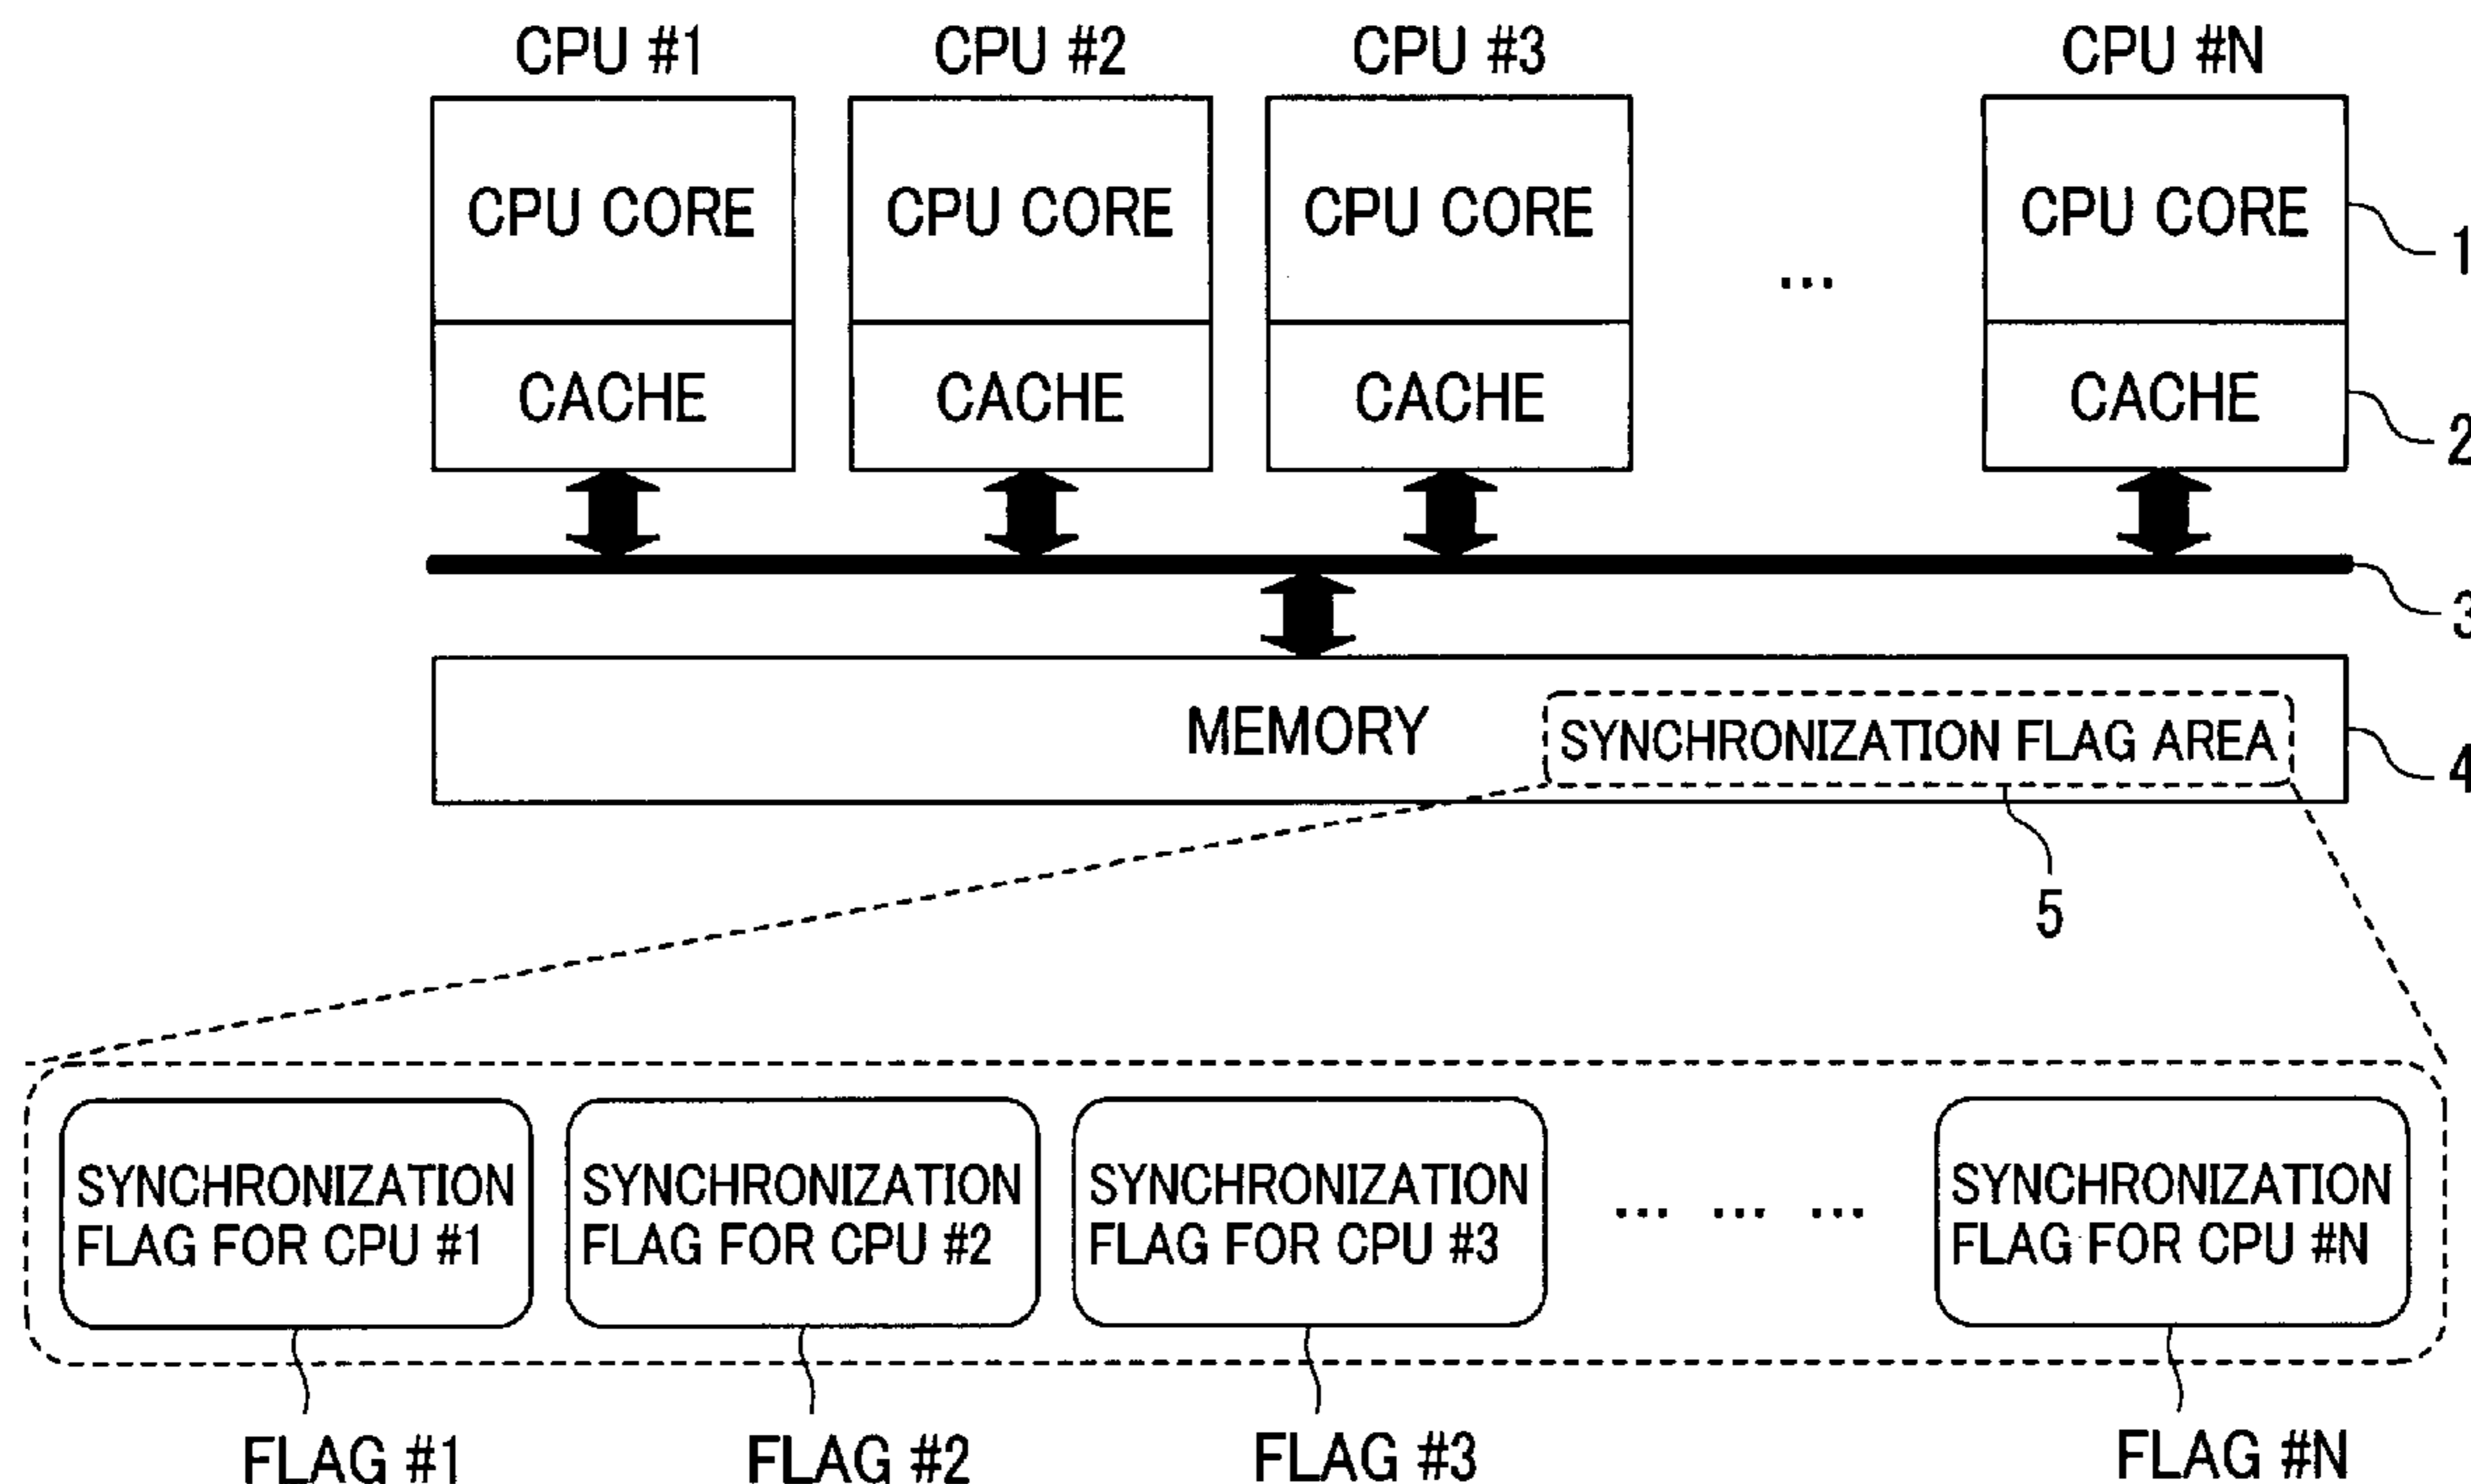 CPU #1
CPU #2
CPU #3
CPU #N
CPU CORE
CPU CORE
CPU CORE
CPU CORE
1
...
CACHE
CACHE
CACHE
CACHE
2
3
MEMORY
SYNCHRONIZATION FLAG AREA
4
5
SYNCHRONIZATION
FLAG FOR CPU #1
SYNCHRONIZATION
FLAG FOR CPU #2
SYNCHRONIZATION
FLAG FOR CPU #3
... ... ...
SYNCHRONIZATION
FLAG FOR CPU #N
FLAG #1
FLAG #2
FLAG #3
FLAG #N